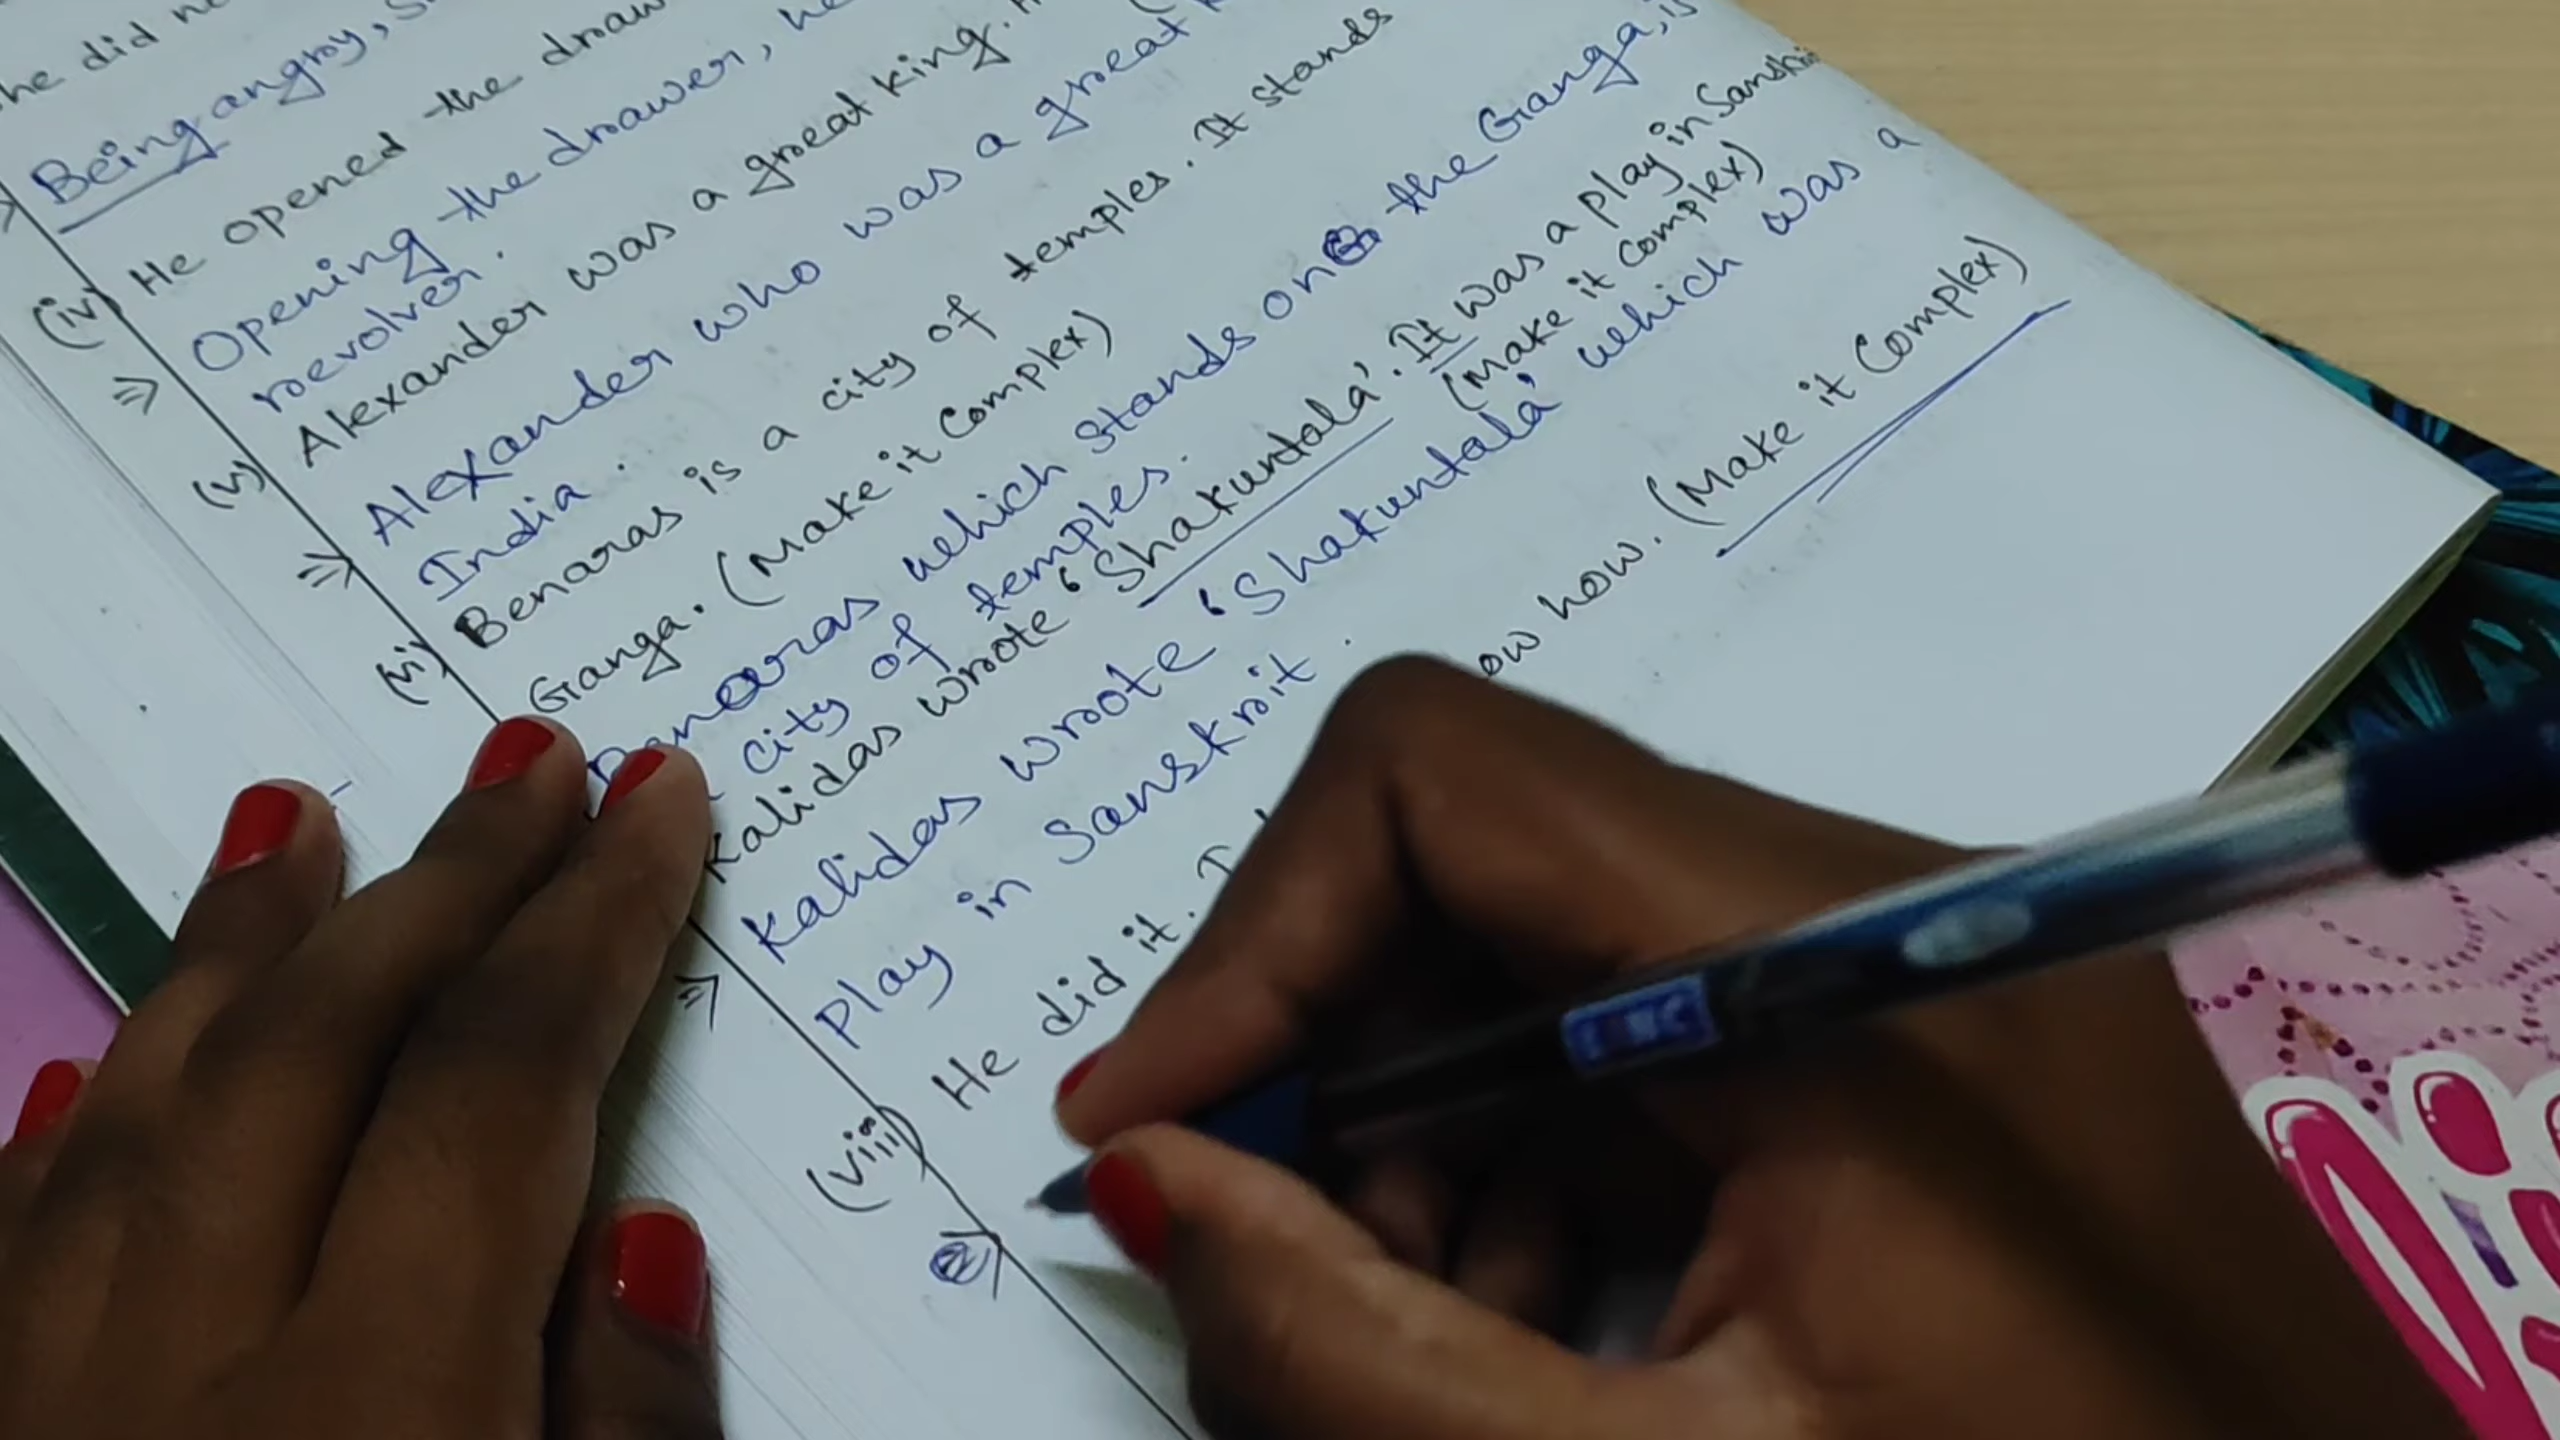 he did
Being angry,
(iv) He opened the
⇒ Opening the drawer, he
revolver.
(v) Alexander was a great king.
⇒ Alexander who was a great
India.
(vi) Benaras is a city of temples. It stands
Ganga. (Make it Complex)
which stands on the Ganga, is
city of temples.
Kalidas wrote 'Shakuntala'. It was a play in
(Make it Complex)
⇒ Kalidas wrote 'Shakuntala' which was a
play in Sanskrit.
(viii) He did it. how. (Make it Complex)